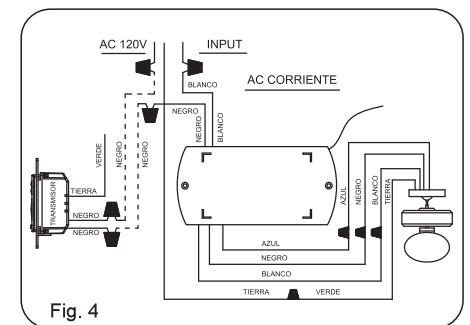 AC 120V INPUT
BLANCO
AC CORRIENTE
NEGRO
NEGRO
BLANCO
VERDE
NEGRO
NEGRO
TRANSMISOR
TIERRA
NEGRO
NEGRO
AZUL
NEGRO
BLANCO
TIERRA
AZUL
NEGRO
BLANCO
TIERRA VERDE
Fig. 4